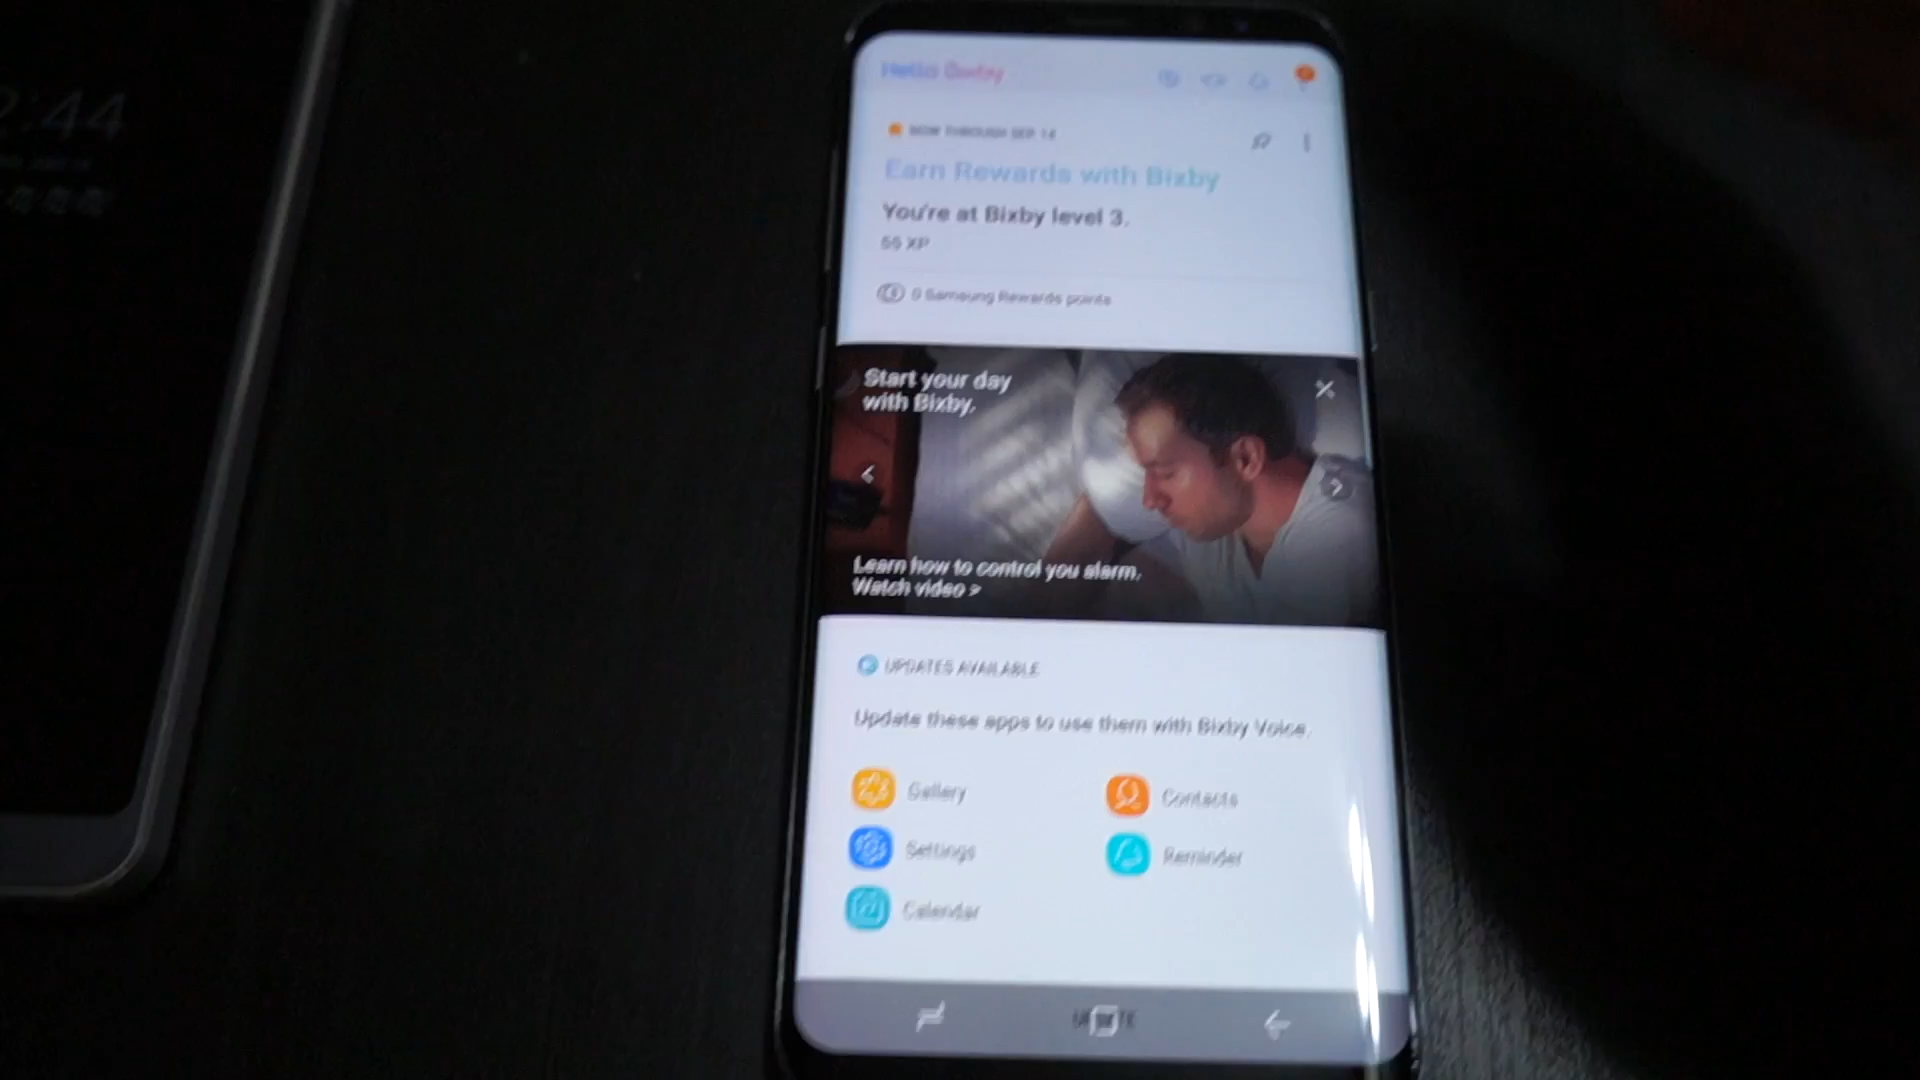 2:44
Hello Bixby
NOW THROUGH SEP 14
Earn Rewards with Bixby
You're at Bixby level 3.
55 XP
0 Samsung Rewards points
Start your day
with Bixby.
Learn how to control you alarm.
Watch video >
UPDATES AVAILABLE
Update these apps to use them with Bixby Voice.
Gallery
Contacts
Settings
Reminder
Calendar
UPDATE